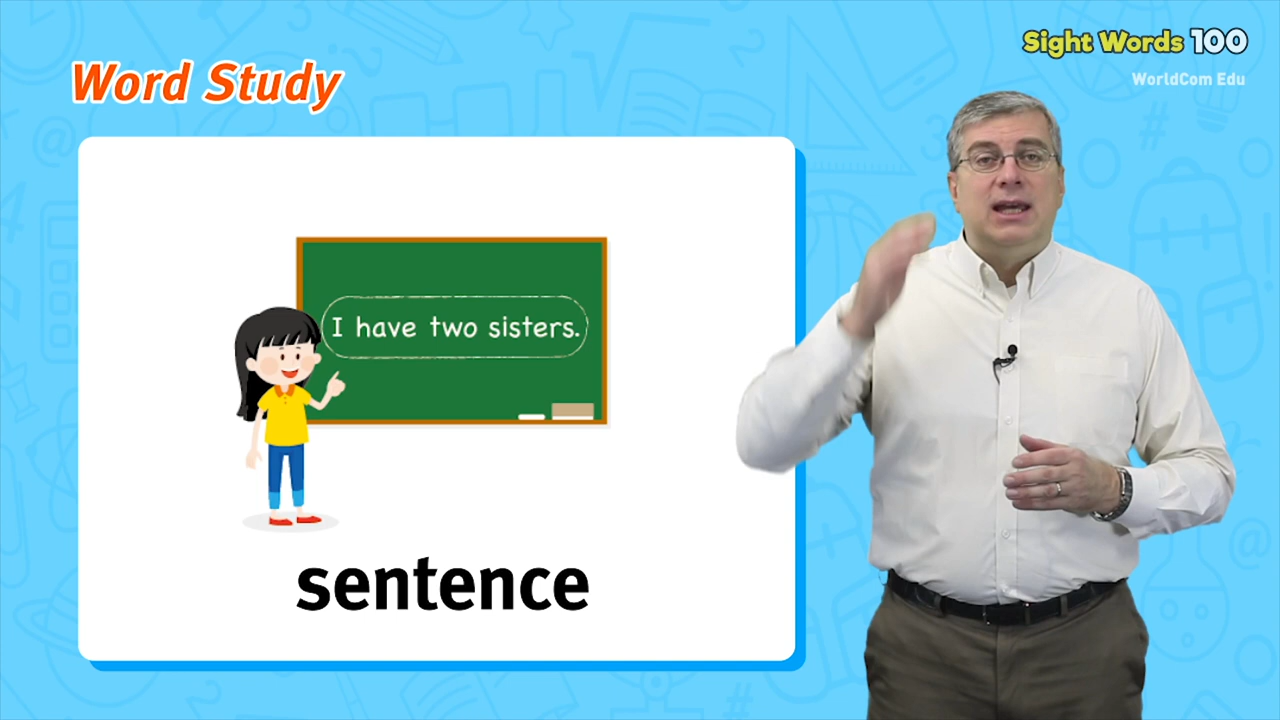 Word Study
Sight Words 100
WorldCom Edu
I have two sisters.
sentence